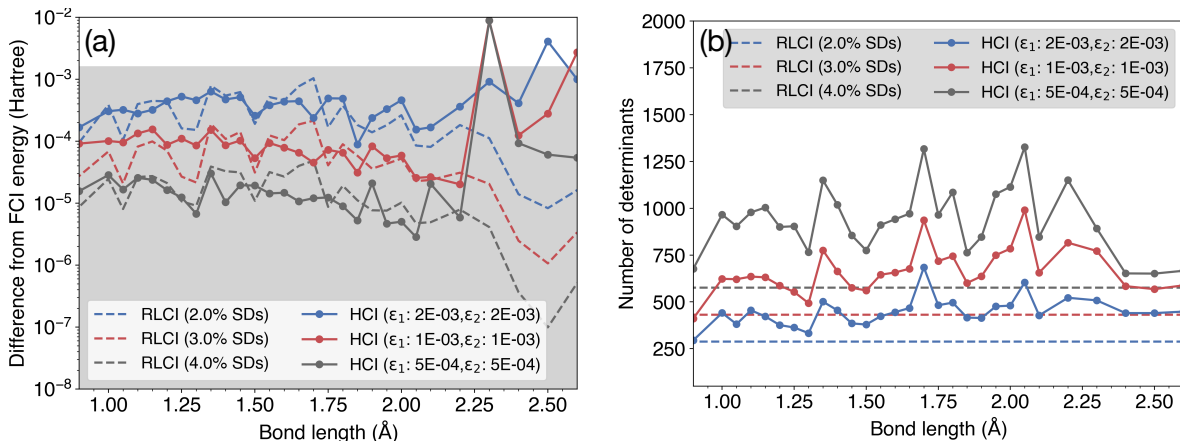 (a)
Difference from FCI energy (Hartree)
10⁻²
10⁻³
10⁻⁴
10⁻⁵
10⁻⁶
10⁻⁷
10⁻⁸
RLCI (2.0% SDs)
RLCI (3.0% SDs)
RLCI (4.0% SDs)
HCI (ε₁: 2E-03,ε₂: 2E-03)
HCI (ε₁: 1E-03,ε₂: 1E-03)
HCI (ε₁: 5E-04,ε₂: 5E-04)
1.00 1.25 1.50 1.75 2.00 2.25 2.50
Bond length (Å)
(b)
Number of determinants
2000
1750
1500
1250
1000
750
500
250
RLCI (2.0% SDs)
RLCI (3.0% SDs)
RLCI (4.0% SDs)
HCI (ε₁: 2E-03,ε₂: 2E-03)
HCI (ε₁: 1E-03,ε₂: 1E-03)
HCI (ε₁: 5E-04,ε₂: 5E-04)
1.00 1.25 1.50 1.75 2.00 2.25 2.50
Bond length (Å)